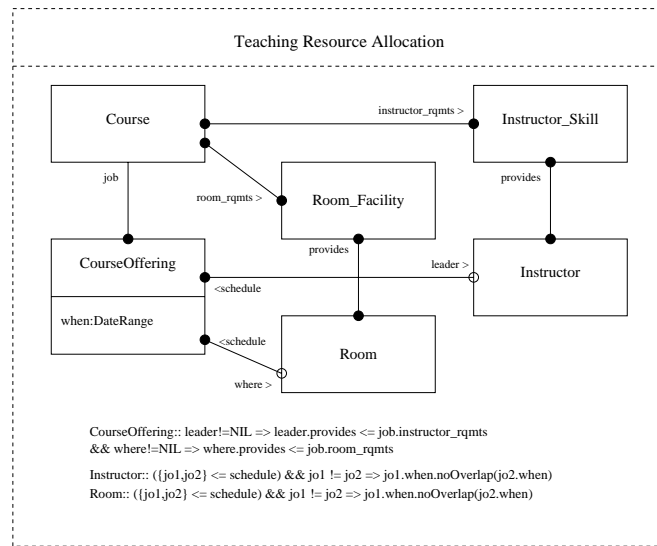 Teaching Resource Allocation
Course
instructor_rqmts >
Instructor_Skill
job
room_rqmts >
Room_Facility
provides
provides
CourseOffering
leader >
Instructor
<schedule
when:DateRange
<schedule
Room
where >
CourseOffering:: leader!=NIL => leader.provides <= job.instructor_rqmts
&& where!=NIL => where.provides <= job.room_rqmts
Instructor:: ({jo1,jo2} <= schedule) && jo1 != jo2 => jo1.when.noOverlap(jo2.when)
Room:: ({jo1,jo2} <= schedule) && jo1 != jo2 => jo1.when.noOverlap(jo2.when)